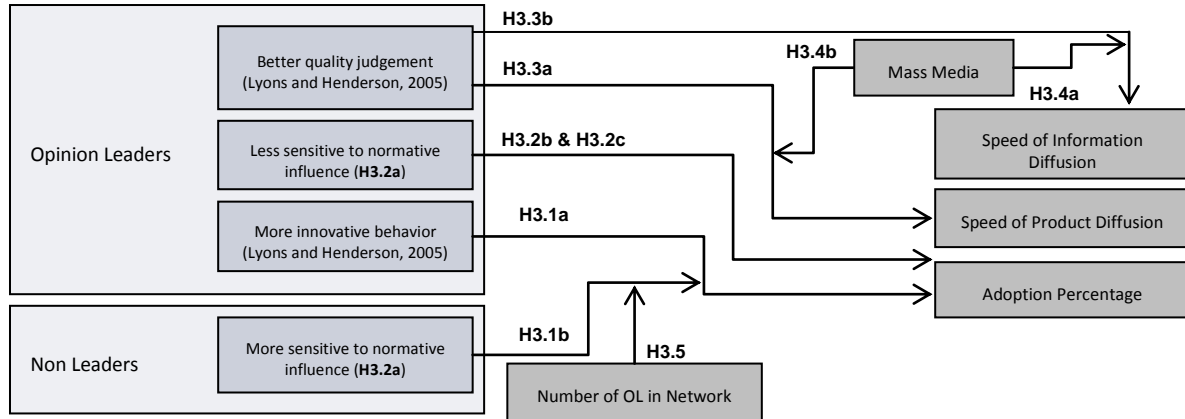 H3.3b
Better quality judgement
(Lyons and Henderson, 2005)
H3.3a
H3.4b
Mass Media
H3.4a
Opinion Leaders
Less sensitive to normative
influence (H3.2a)
H3.2b & H3.2c
Speed of Information
Diffusion
More innovative behavior
(Lyons and Henderson, 2005)
H3.1a
Speed of Product Diffusion
Adoption Percentage
Non Leaders
More sensitive to normative
influence (H3.2a)
H3.1b
H3.5
Number of OL in Network